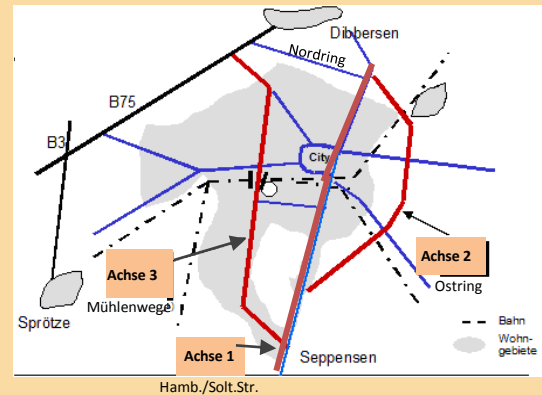 Dibbersen
Nordring
B75
B3
City
Achse 3
Mühlenwege
Achse 2
Ostring
Sprötze
Achse 1
Seppensen
Bahn
Wohn-
gebiete
Hamb./Solt.Str.